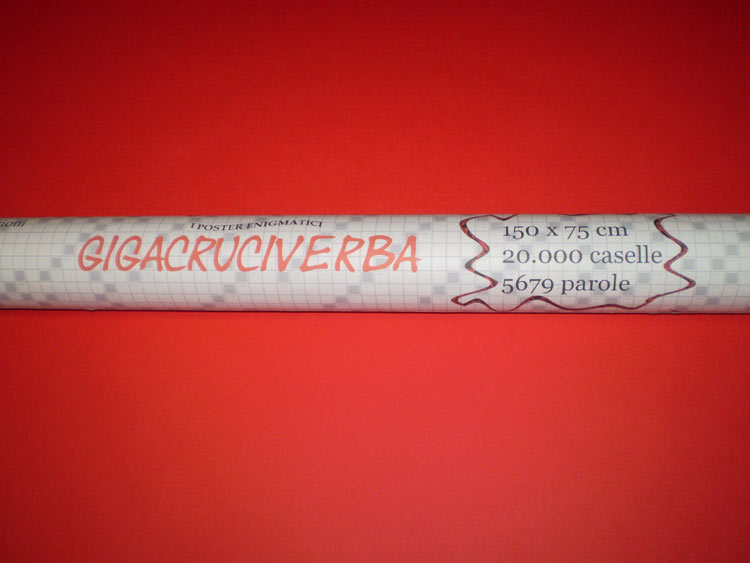 I POSTER ENIGMATICI
GIGACRUCIVERBA
150 x 75 cm
20.000 caselle
5679 parole